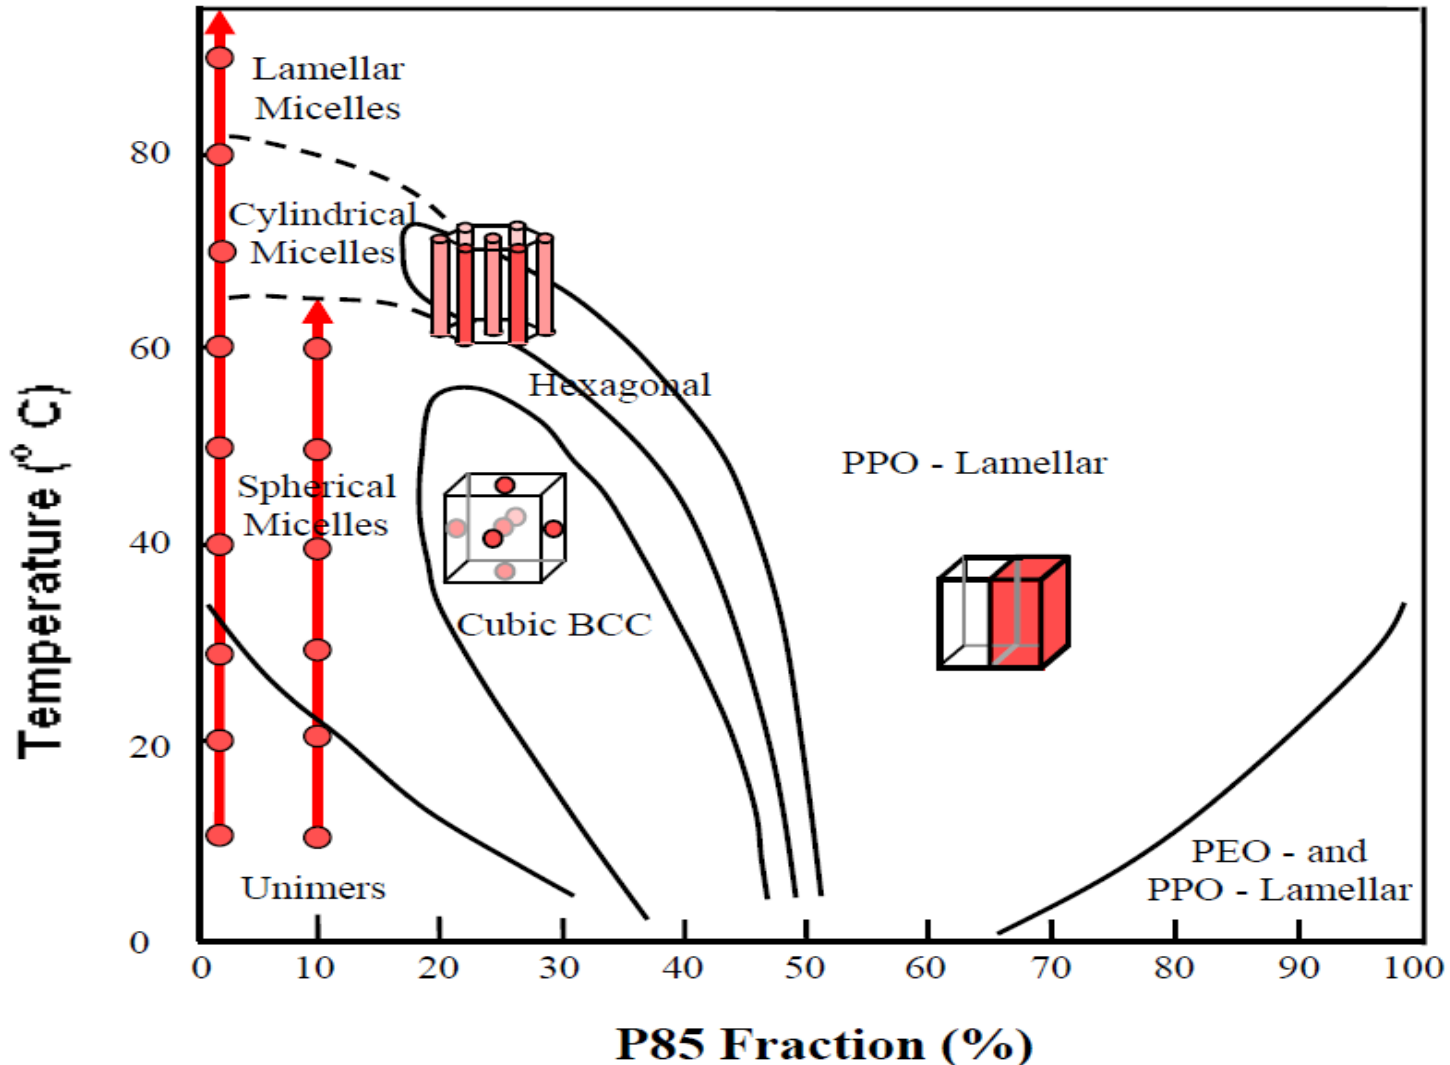 Lamellar
Micelles
80
Cylindrical
Micelles
60
Hexagonal
PPO - Lamellar
Spherical
Micelles
40
Cubic BCC
20
PEO - and
PPO - Lamellar
Unimers
0
0 10 20 30 40 50 60 70 80 90 100
Temperature (° C)
P85 Fraction (%)